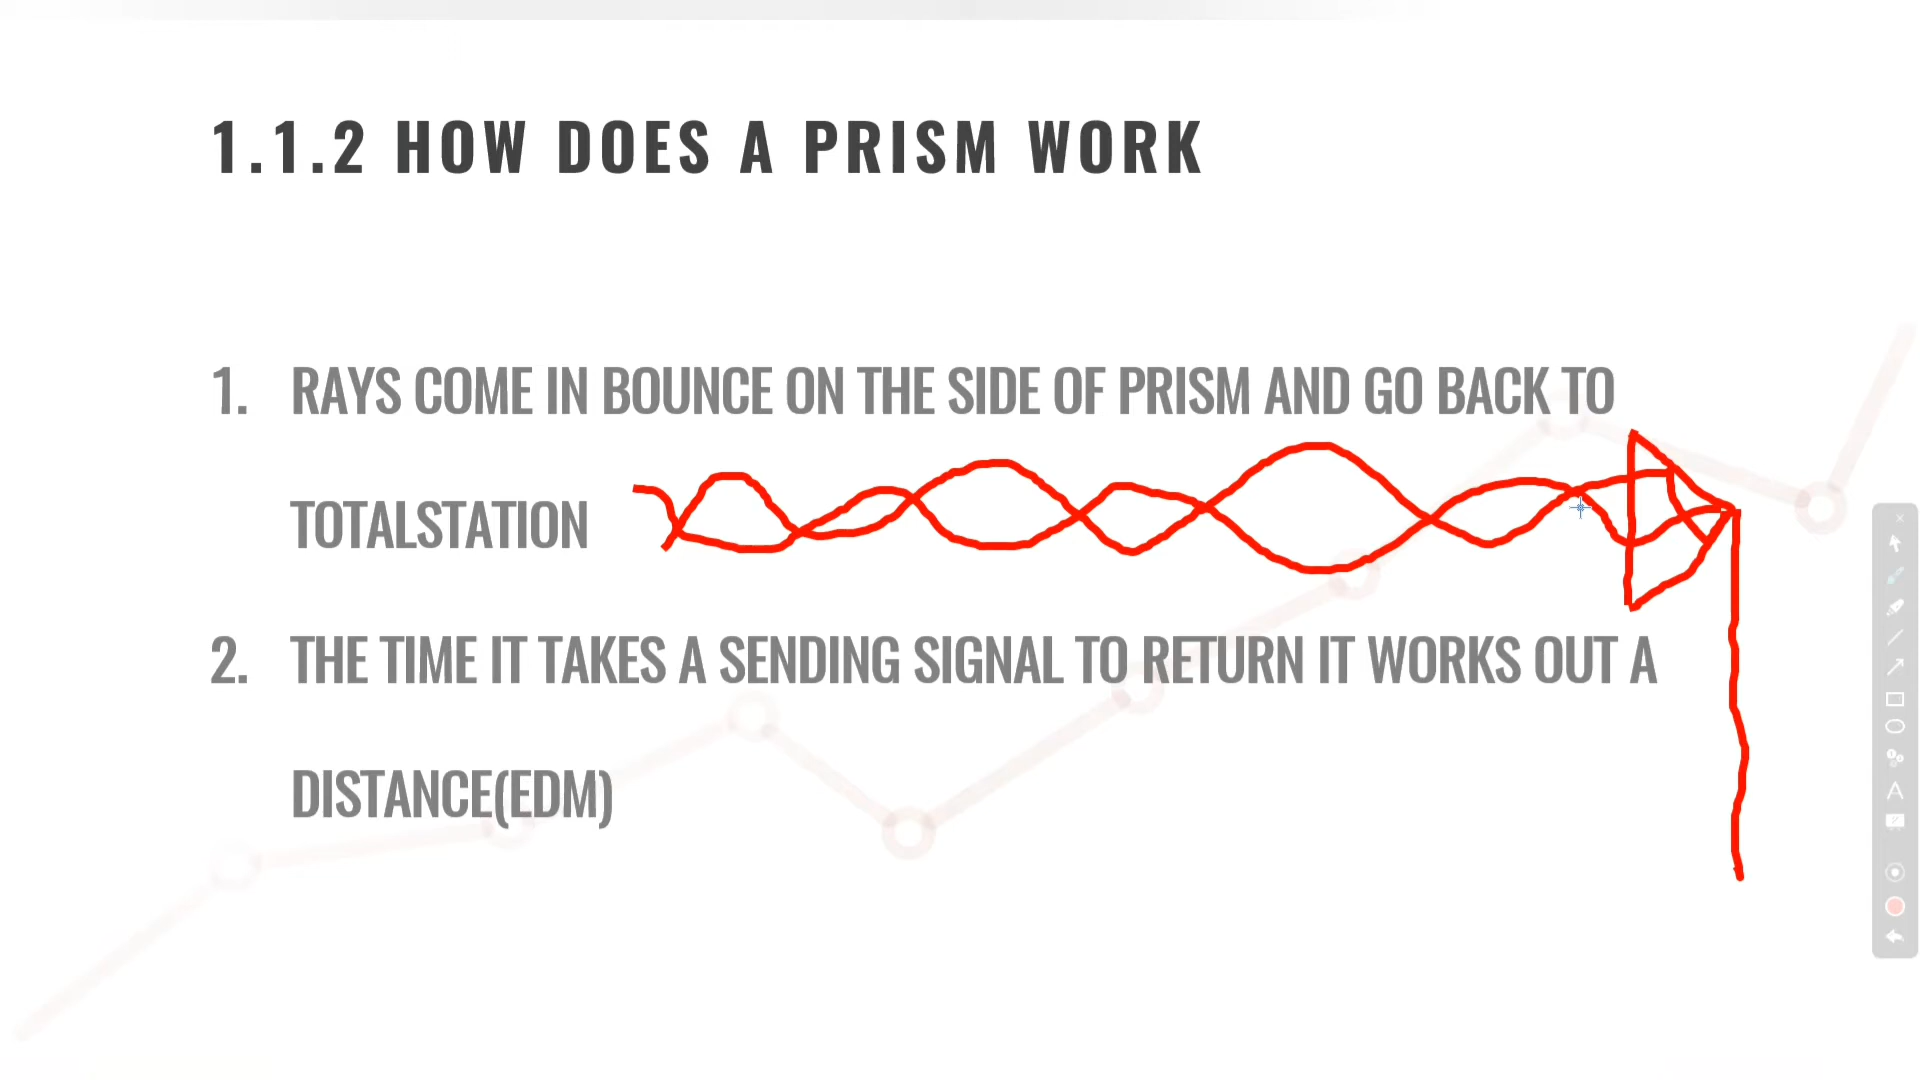 1.1.2 HOW DOES A PRISM WORK
1. RAYS COME IN BOUNCE ON THE SIDE OF PRISM AND GO BACK TO
TOTALSTATION
2. THE TIME IT TAKES A SENDING SIGNAL TO RETURN IT WORKS OUT A
DISTANCE(EDM)